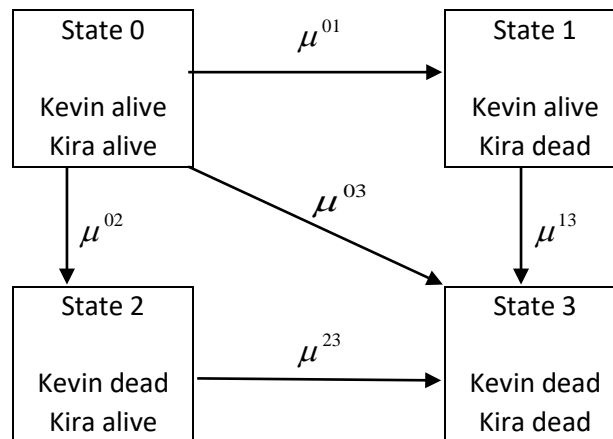 State 0
Kevin alive
Kira alive
μ⁰¹
State 1
Kevin alive
Kira dead
μ⁰²
μ⁰³
μ¹³
State 2
Kevin dead
Kira alive
μ²³
State 3
Kevin dead
Kira dead